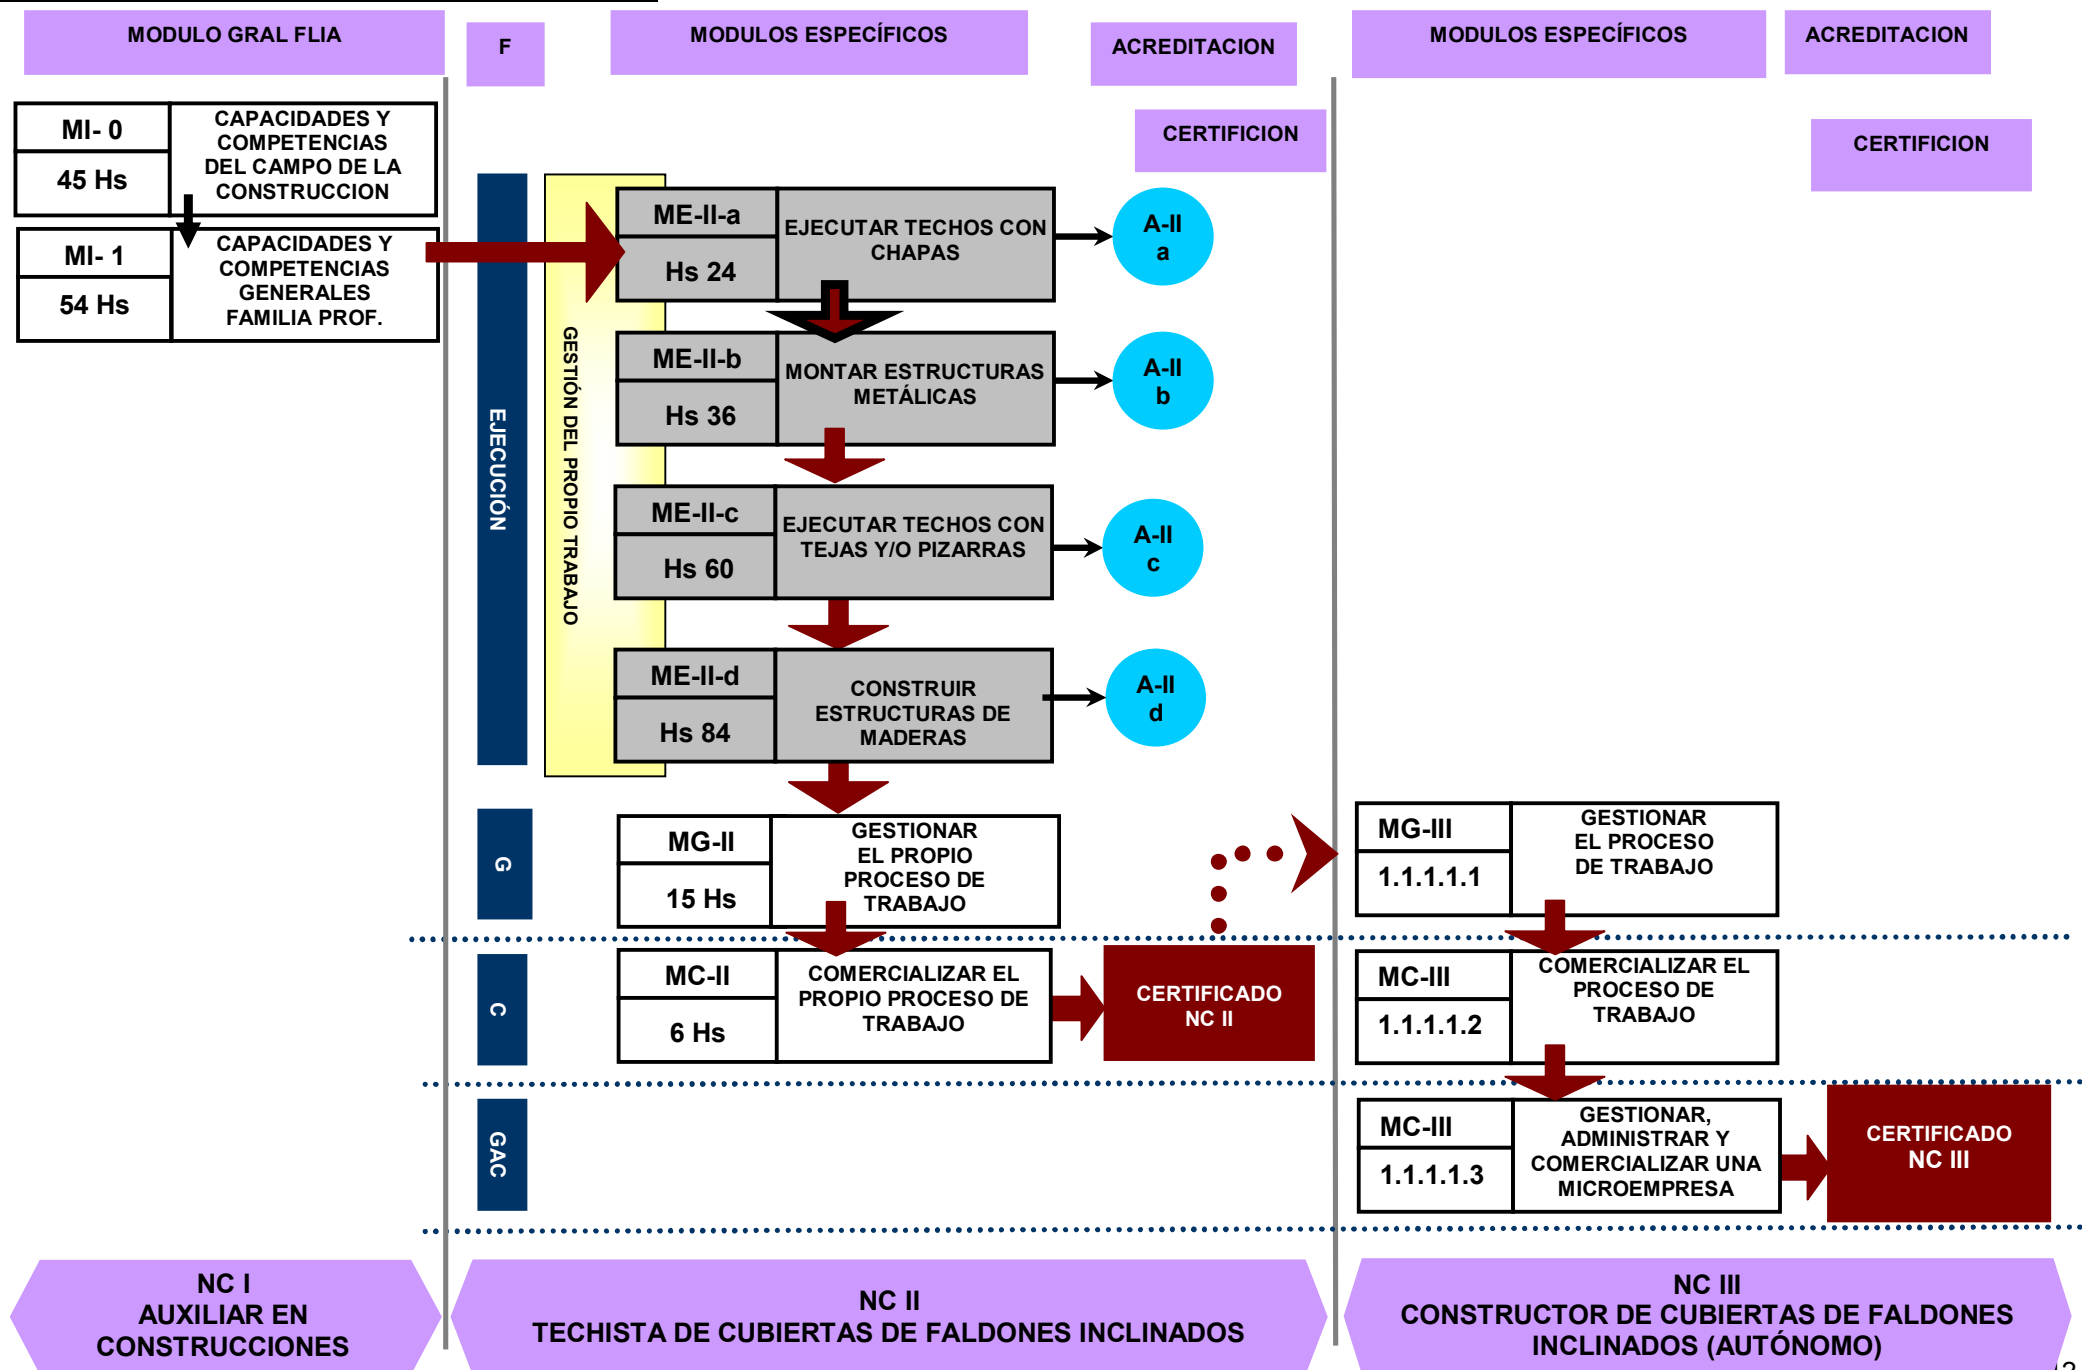 MODULO GRAL FLIA
F
MODULOS ESPECÍFICOS
ACREDITACION
MODULOS ESPECÍFICOS
ACREDITACION
CERTIFICION
CERTIFICION
MI- 0
45 Hs
CAPACIDADES Y
COMPETENCIAS
DEL CAMPO DE LA
CONSTRUCCION
MI- 1
54 Hs
CAPACIDADES Y
COMPETENCIAS
GENERALES
FAMILIA PROF.
EJECUCIÓN
GESTIÓN DEL PROPIO TRABAJO
ME-II-a
Hs 24
EJECUTAR TECHOS CON
CHAPAS
A-II
a
ME-II-b
Hs 36
MONTAR ESTRUCTURAS
METÁLICAS
A-II
b
ME-II-c
Hs 60
EJECUTAR TECHOS CON
TEJAS Y/O PIZARRAS
A-II
c
ME-II-d
Hs 84
CONSTRUIR
ESTRUCTURAS DE
MADERAS
A-II
d
G
MG-II
15 Hs
GESTIONAR
EL PROPIO
PROCESO DE
TRABAJO
MG-III
1.1.1.1.1
GESTIONAR
EL PROCESO
DE TRABAJO
C
MC-II
6 Hs
COMERCIALIZAR EL
PROPIO PROCESO DE
TRABAJO
CERTIFICADO
NC II
MC-III
1.1.1.1.2
COMERCIALIZAR EL
PROCESO DE
TRABAJO
GAC
MC-III
1.1.1.1.3
GESTIONAR,
ADMINISTRAR Y
COMERCIALIZAR UNA
MICROEMPRESA
CERTIFICADO
NC III
NC I
AUXILIAR EN
CONSTRUCCIONES
NC II
TECHISTA DE CUBIERTAS DE FALDONES INCLINADOS
NC III
CONSTRUCTOR DE CUBIERTAS DE FALDONES
INCLINADOS (AUTÓNOMO)